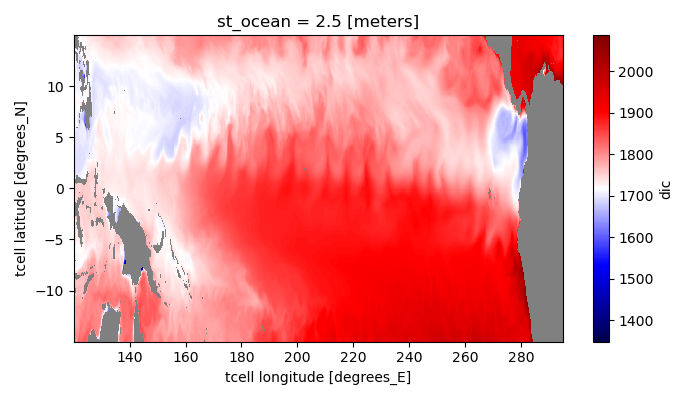 st_ocean = 2.5 [meters]
tcell latitude [degrees_N]
10
5
0
−5
−10
140 160 180 200 220 240 260 280
tcell longitude [degrees_E]
2000
1900
1800
1700
1600
1500
1400
dic